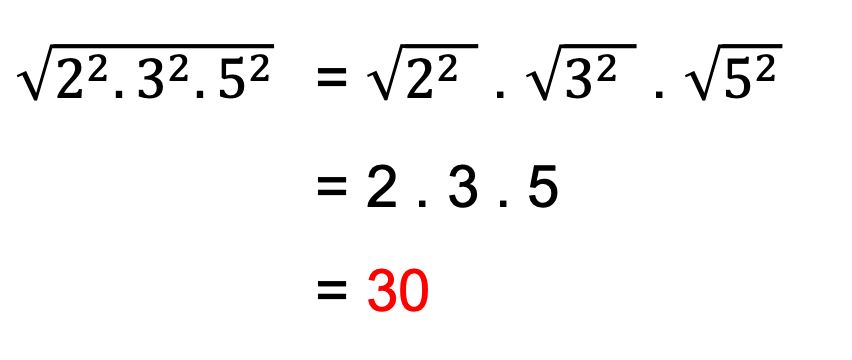 √2². 3². 5² = √2² . √3² . √5²
= 2 . 3 . 5
= 30